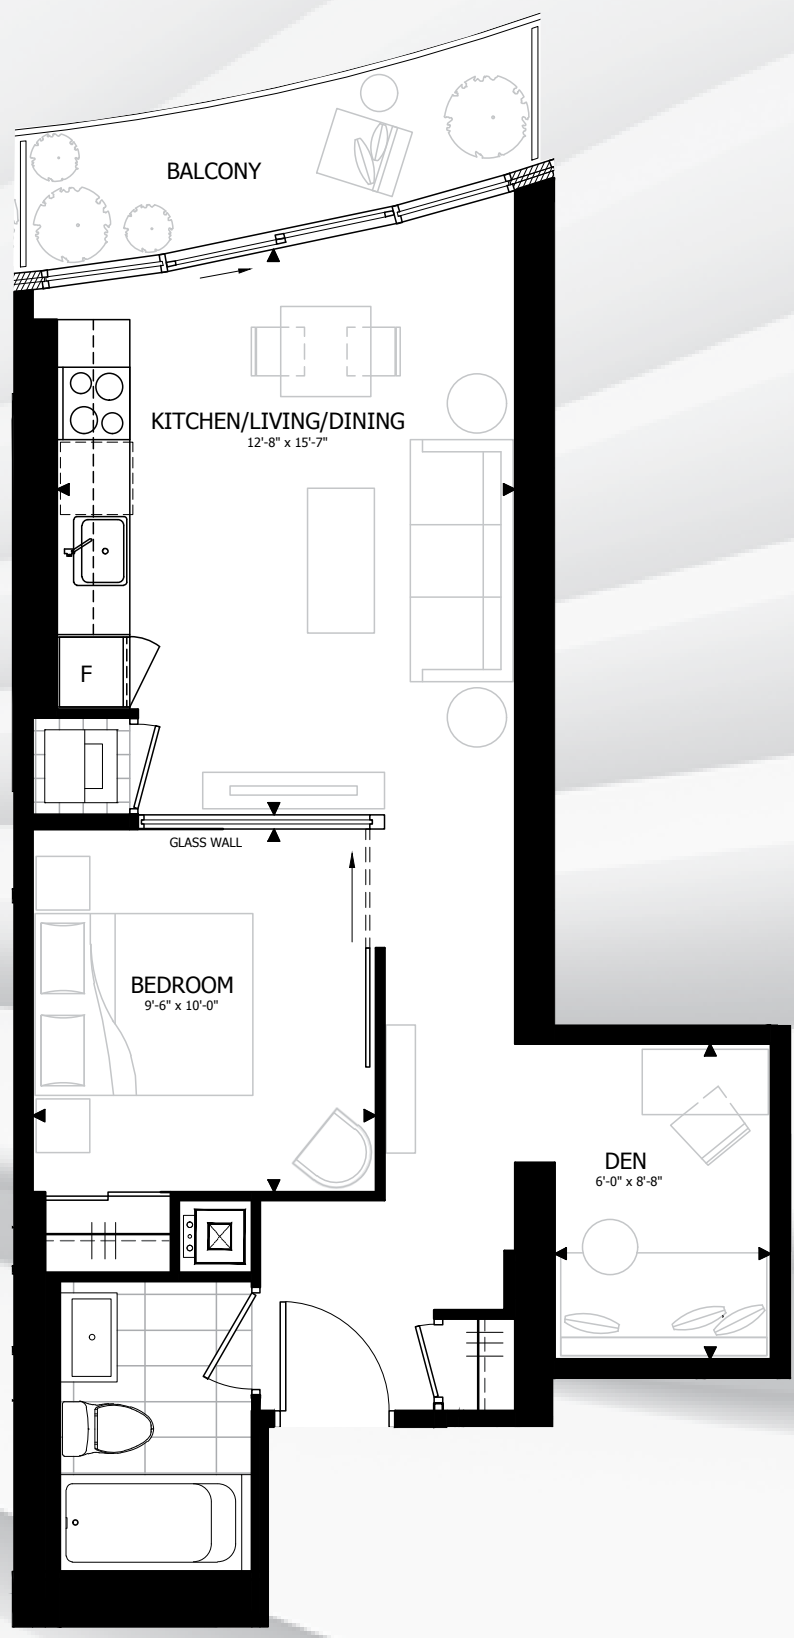 BALCONY
KITCHEN/LIVING/DINING
12'-8" x 15'-7"
F
GLASS WALL
BEDROOM
9'-6" x 10'-0"
DEN
6'-0" x 8'-8"